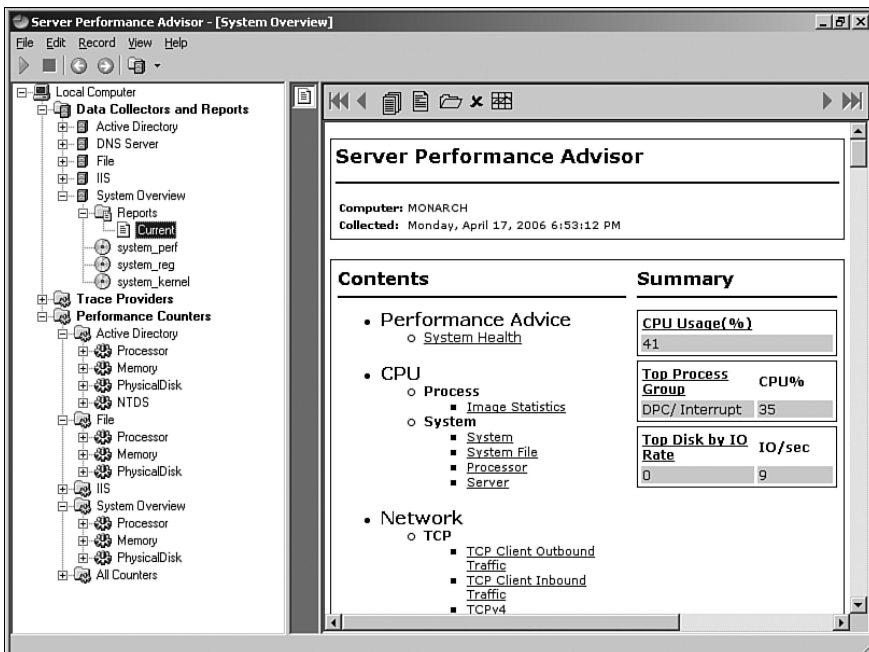 Server Performance Advisor - [System Overview]
File Edit Record View Help
Local Computer
Data Collectors and Reports
Active Directory
DNS Server
File
IIS
System Overview
Reports
Current
system_perf
system_reg
system_kernel
Trace Providers
Performance Counters
Active Directory
Processor
Memory
PhysicalDisk
NTDS
File
Processor
Memory
PhysicalDisk
IIS
System Overview
Processor
Memory
PhysicalDisk
All Counters
Server Performance Advisor
Computer: MONARCH
Collected: Monday, April 17, 2006 6:53:12 PM
Contents
Performance Advice
System Health
CPU
Process
Image Statistics
System
System
System File
Processor
Server
Network
TCP
TCP Client Outbound
Traffic
TCP Client Inbound
Traffic
TCPv4
Summary
CPU Usage(%)
41
Top Process
Group CPU%
DPC/ Interrupt 35
Top Disk by IO
Rate IO/sec
0 9